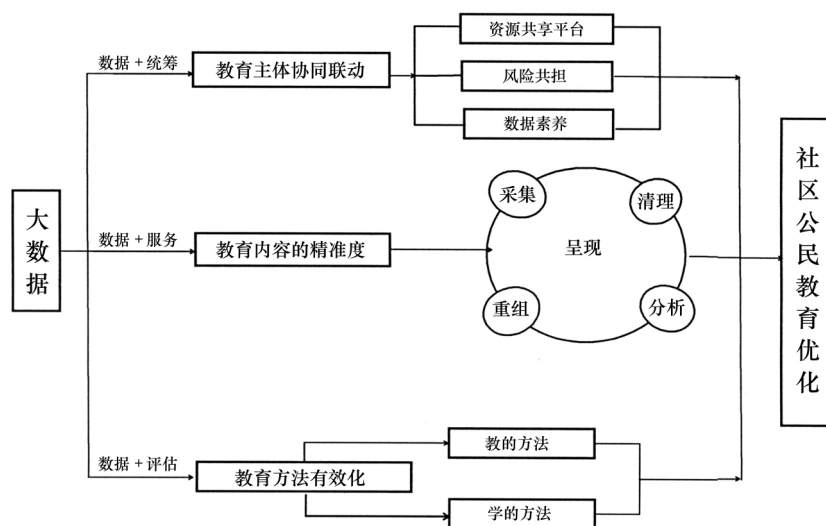 大数据
数据+统筹
教育主体协同联动
资源共享平台
风险共担
数据素养
数据+服务
教育内容的精准度
采集
清理
呈现
重组
分析
数据+评估
教育方法有效化
教的方法
学的方法
社区公民教育优化